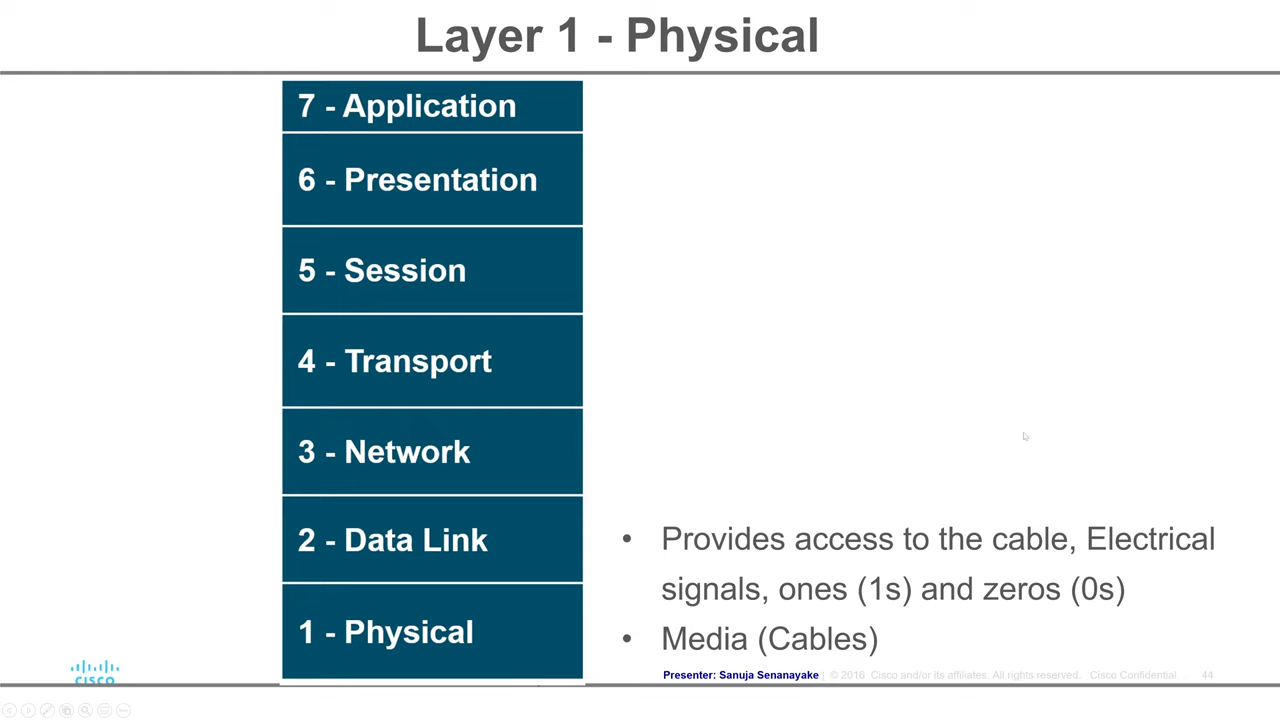 Layer 1 - Physical
7 - Application
6 - Presentation
5 - Session
4 - Transport
3 - Network
2 - Data Link
1 - Physical
• Provides access to the cable, Electrical
signals, ones (1s) and zeros (0s)
• Media (Cables)
CISCO
Presenter: Sanuja Senanayake | © 2016 Cisco and/or its affiliates. All rights reserved. Cisco Confidential 44